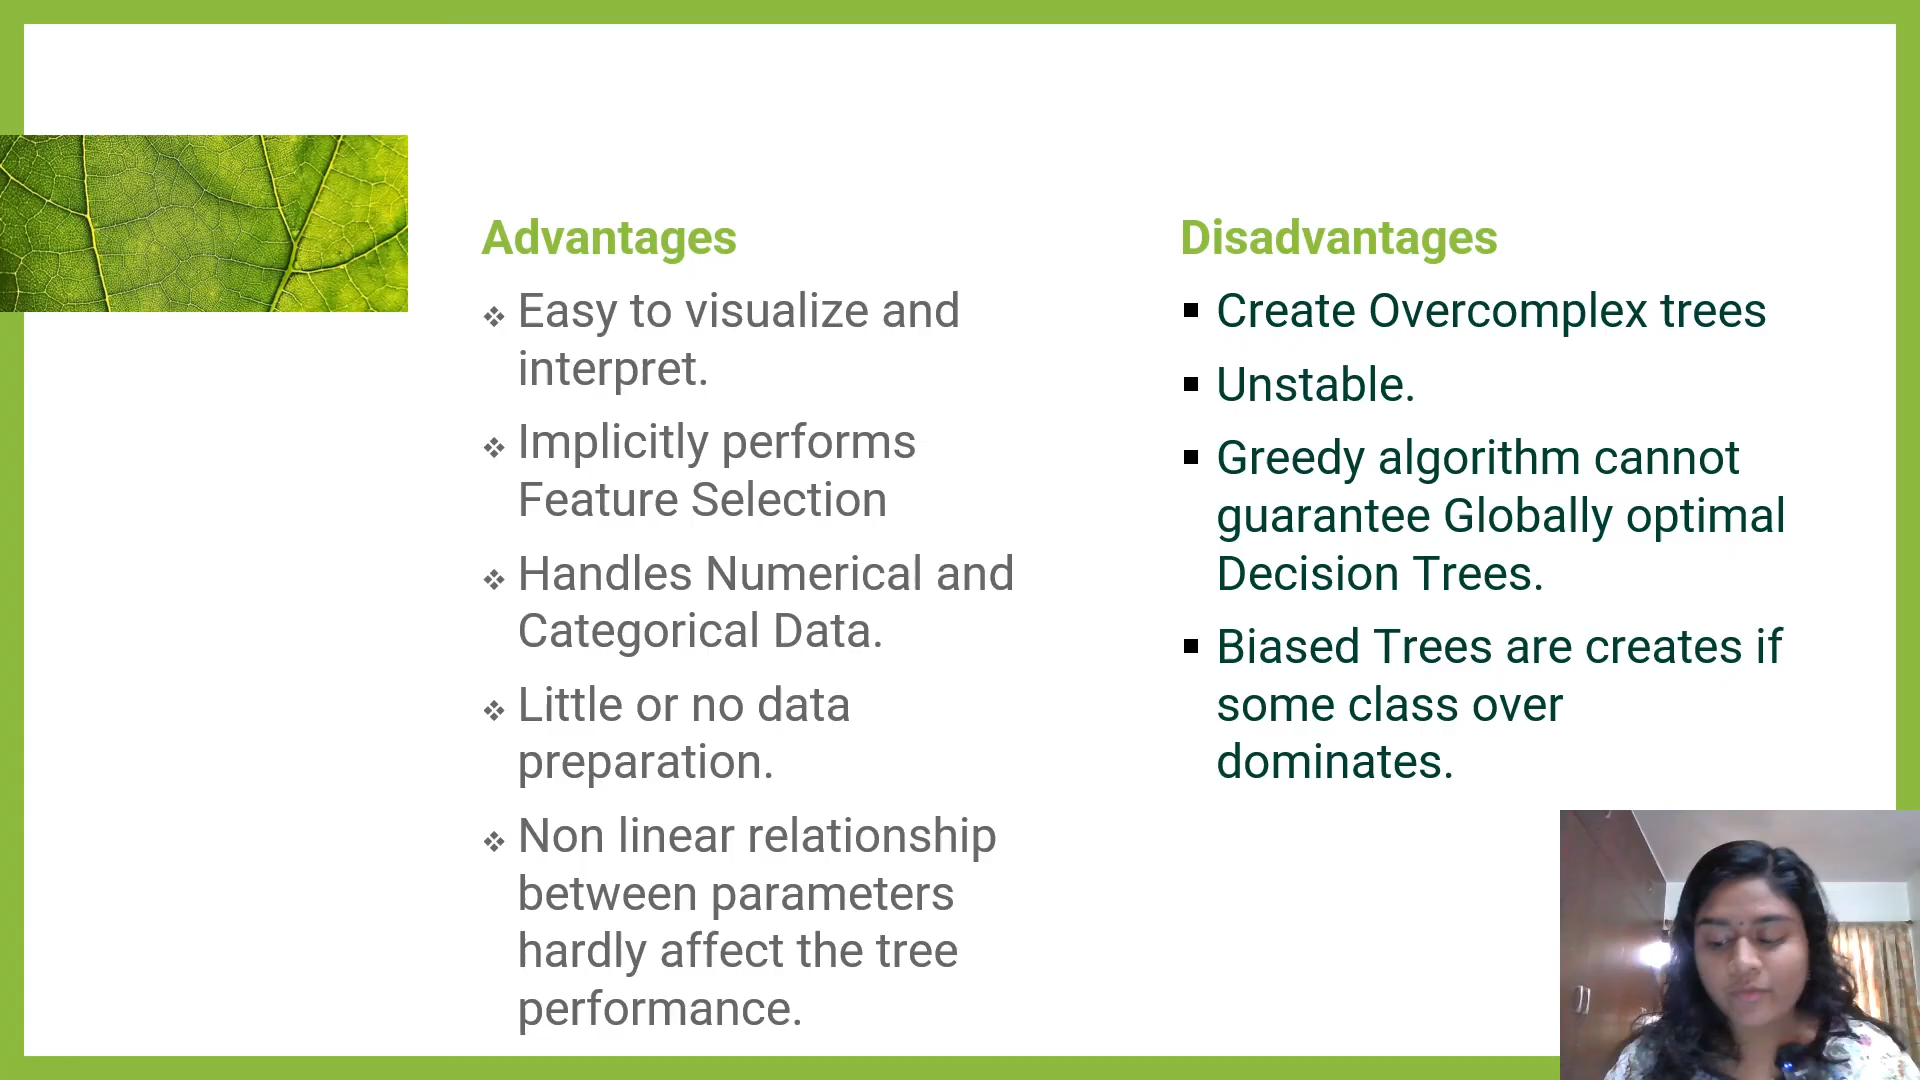 Advantages
Easy to visualize and
interpret.
Implicitly performs
Feature Selection
Handles Numerical and
Categorical Data.
Little or no data
preparation.
Non linear relationship
between parameters
hardly affect the tree
performance.
Disadvantages
Create Overcomplex trees
Unstable.
Greedy algorithm cannot
guarantee Globally optimal
Decision Trees.
Biased Trees are creates if
some class over
dominates.